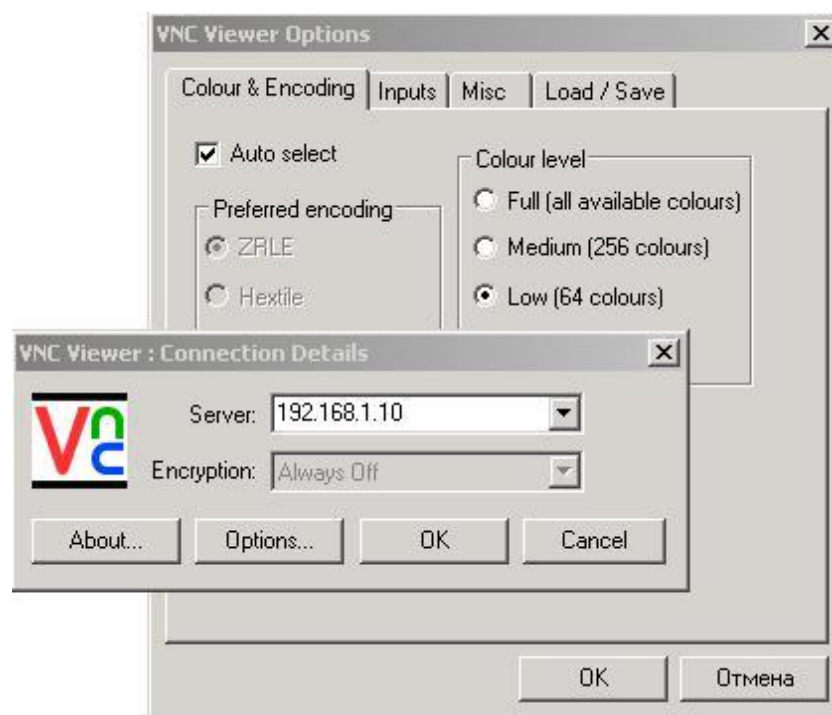 VNC Viewer Options
Colour & Encoding Inputs Misc Load / Save
Auto select
Colour level
Preferred encoding
Full (all available colours)
ZRLE
Medium (256 colours)
Hextile
Low (64 colours)
VNC Viewer : Connection Details
VNC
Server: 192.168.1.10
Encryption: Always Off
About... Options... OK Cancel
OK Отмена